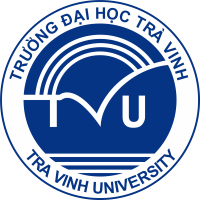 TRƯỜNG ĐẠI HỌC TRÀ VINH
TVU
TRA VINH UNIVERSITY